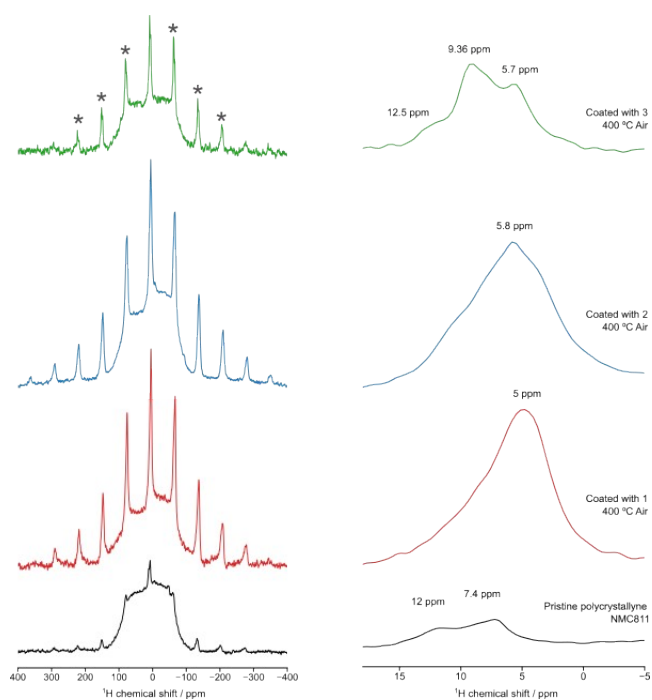 * * * * * *
9.36 ppm
5.7 ppm
12.5 ppm
Coated with 3
400 ºC Air
5.8 ppm
Coated with 2
400 ºC Air
5 ppm
Coated with 1
400 ºC Air
12 ppm
7.4 ppm
Pristine polycrystallyne
NMC811
400 300 200 100 0 −100 −200 −300 −400
¹H chemical shift / ppm
15 10 5 0 −5
¹H chemical shift / ppm